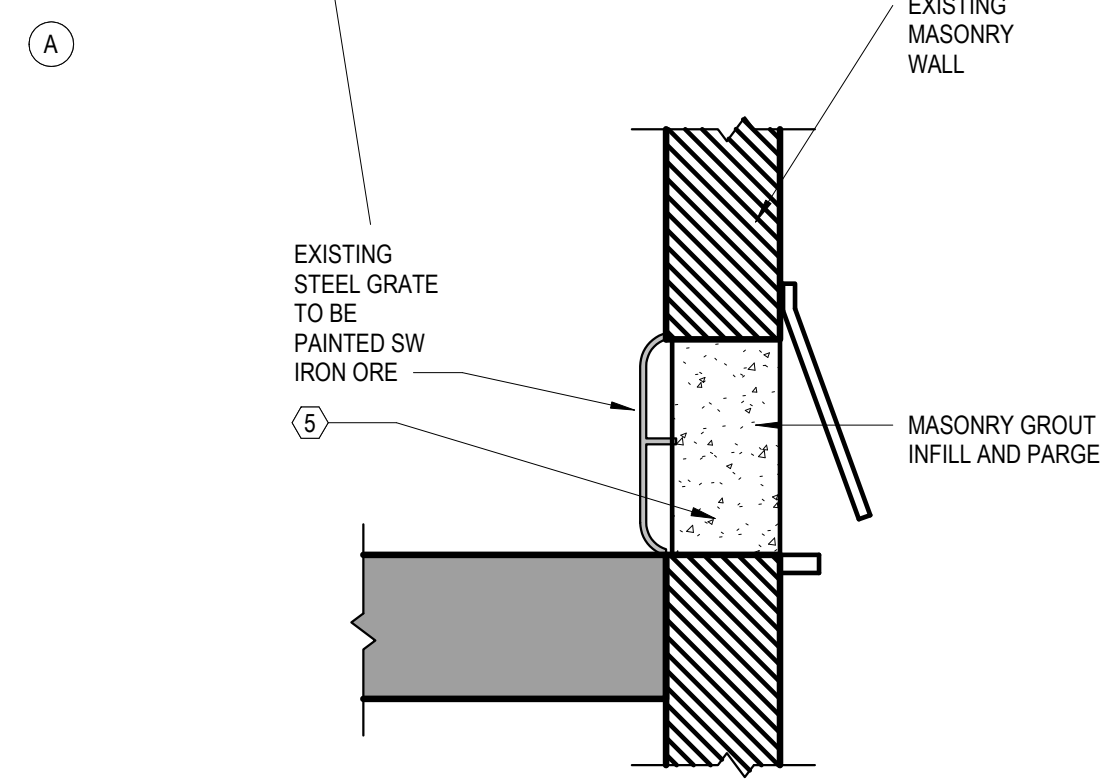 EXISTING
MASONRY
WALL
A
EXISTING
STEEL GRATE
TO BE
PAINTED SW
IRON ORE
5
MASONRY GROUT
INFILL AND PARGE